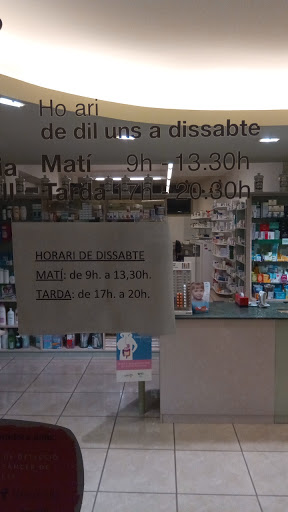 Ho ari
de dil uns a dissabte
Matí 9h - 13.30h
Tarda 17h - 20.30h
HORARI DE DISSABTE
MATÍ: de 9h. a 13,30h.
TARDA: de 17h. a 20h.